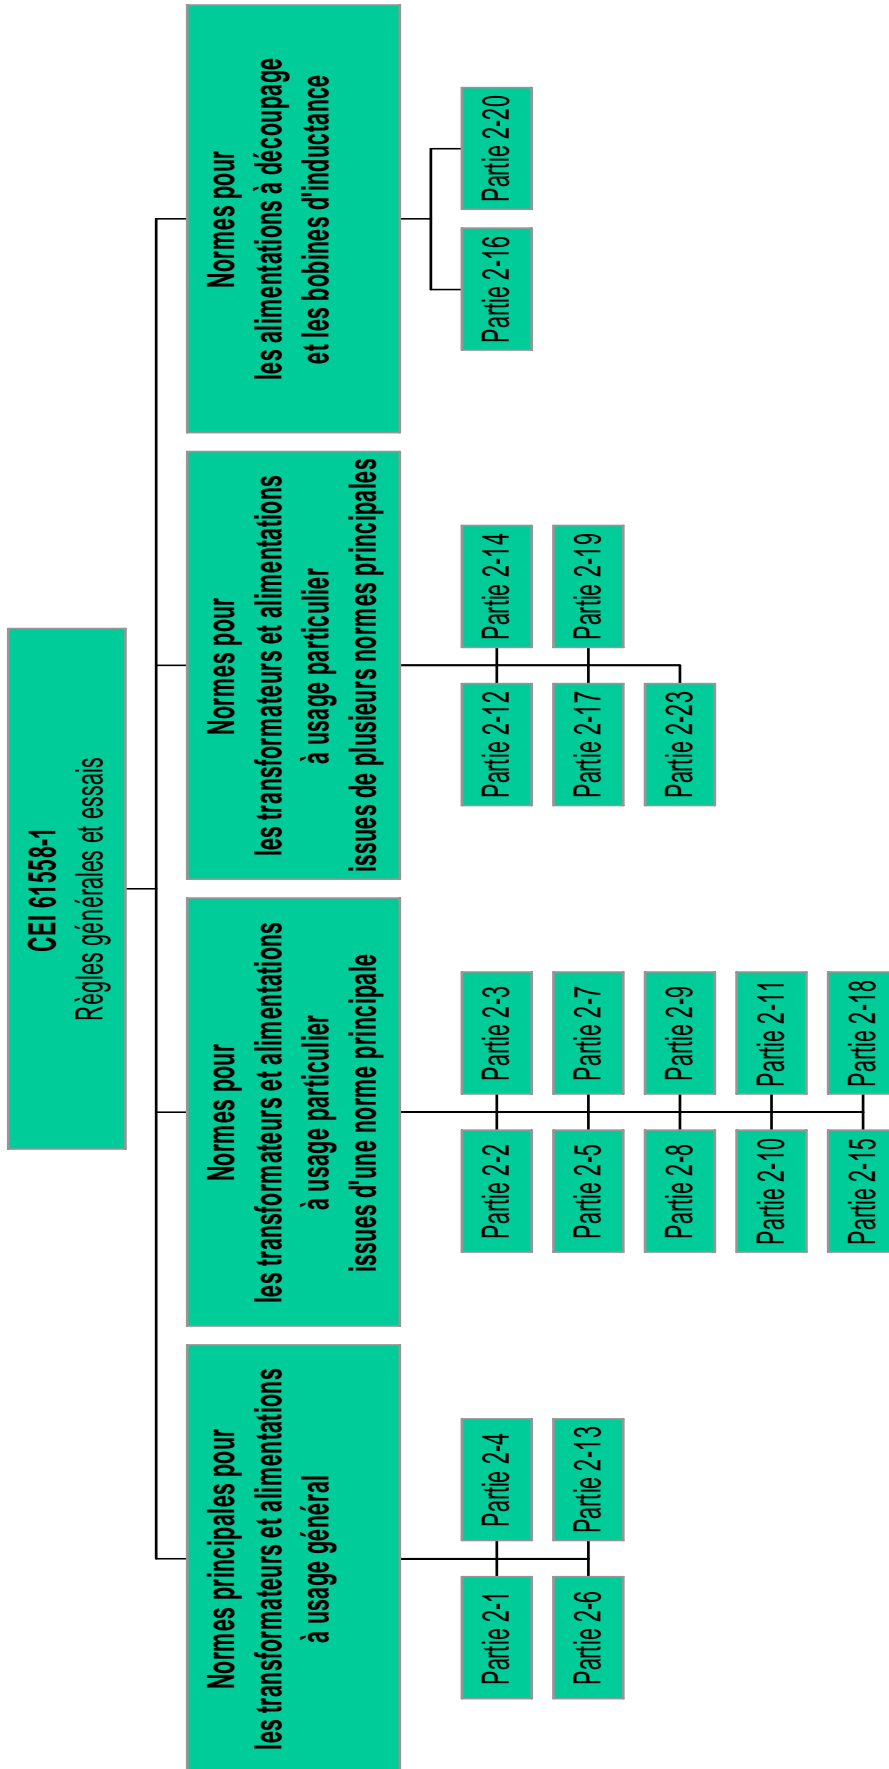 CEI 61558-1
Règles générales et essais
Normes principales pour
les transformateurs et alimentations
à usage général
Partie 2-1
Partie 2-4
Partie 2-6
Partie 2-13
Normes pour
les transformateurs et alimentations
à usage particulier
issues d'une norme principale
Partie 2-2
Partie 2-3
Partie 2-5
Partie 2-7
Partie 2-8
Partie 2-9
Partie 2-10
Partie 2-11
Partie 2-15
Partie 2-18
Normes pour
les transformateurs et alimentations
à usage particulier
issues de plusieurs normes principales
Partie 2-12
Partie 2-14
Partie 2-17
Partie 2-19
Partie 2-23
Normes pour
les alimentations à découpage
et les bobines d'inductance
Partie 2-16
Partie 2-20